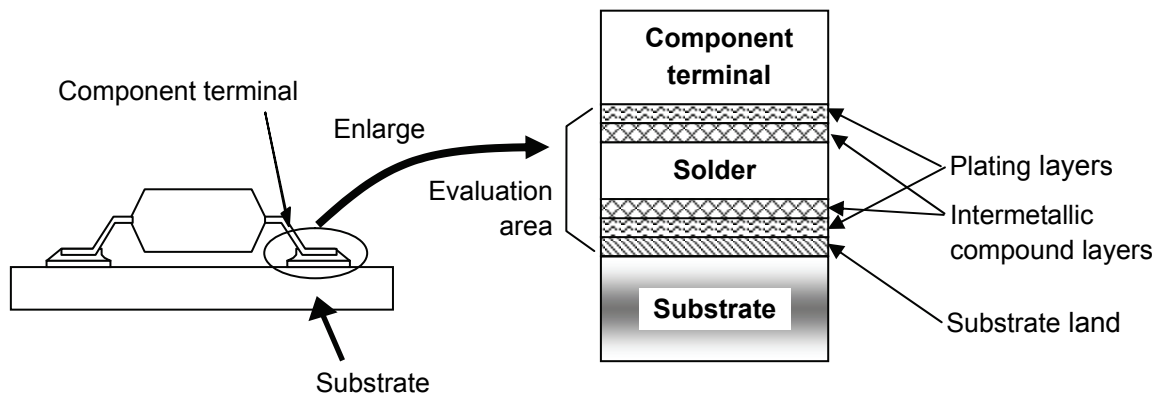 Component terminal
Enlarge
Evaluation
area
Substrate
Component
terminal
Solder
Substrate
Plating layers
Intermetallic
compound layers
Substrate land